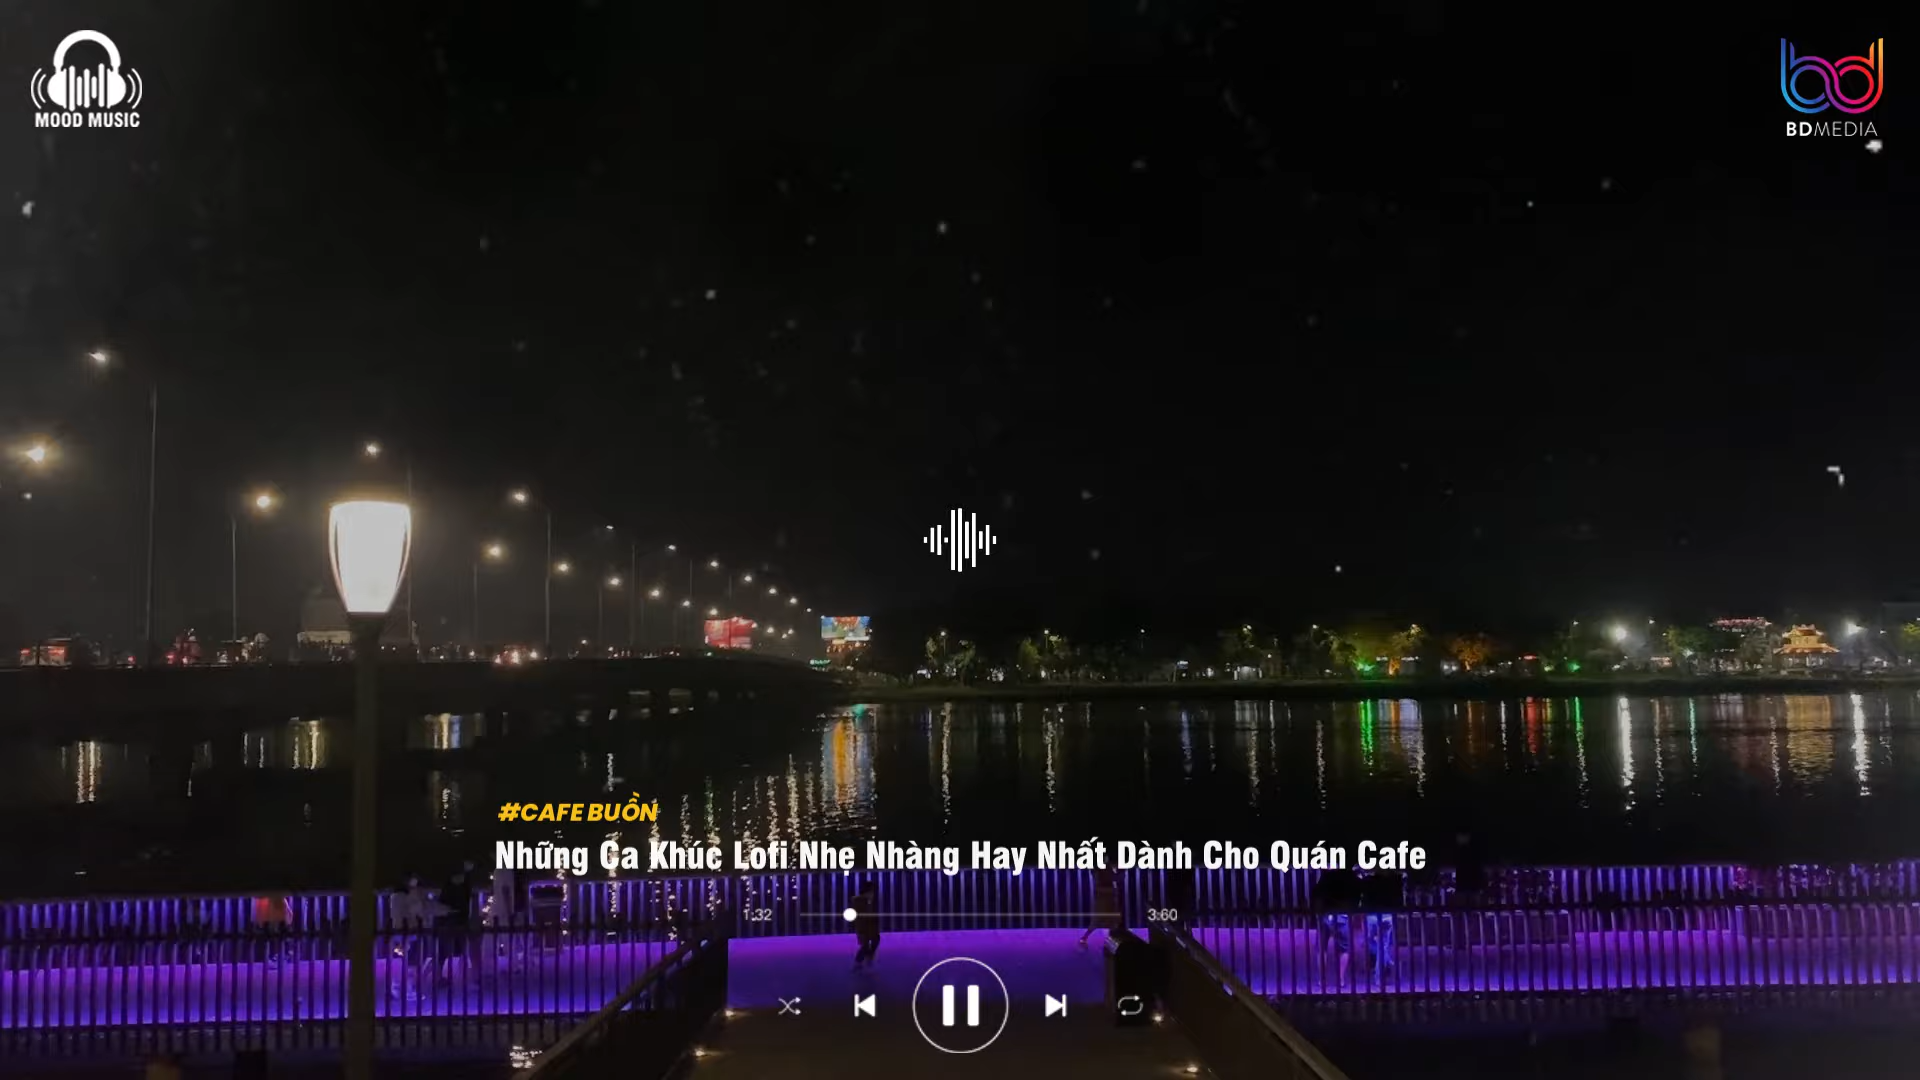 MOOD MUSIC
BDMEDIA
#CAFE BUỒN
Những Ca Khúc Lofi Nhẹ Nhàng Hay Nhất Dành Cho Quán Cafe
1:32
3:60